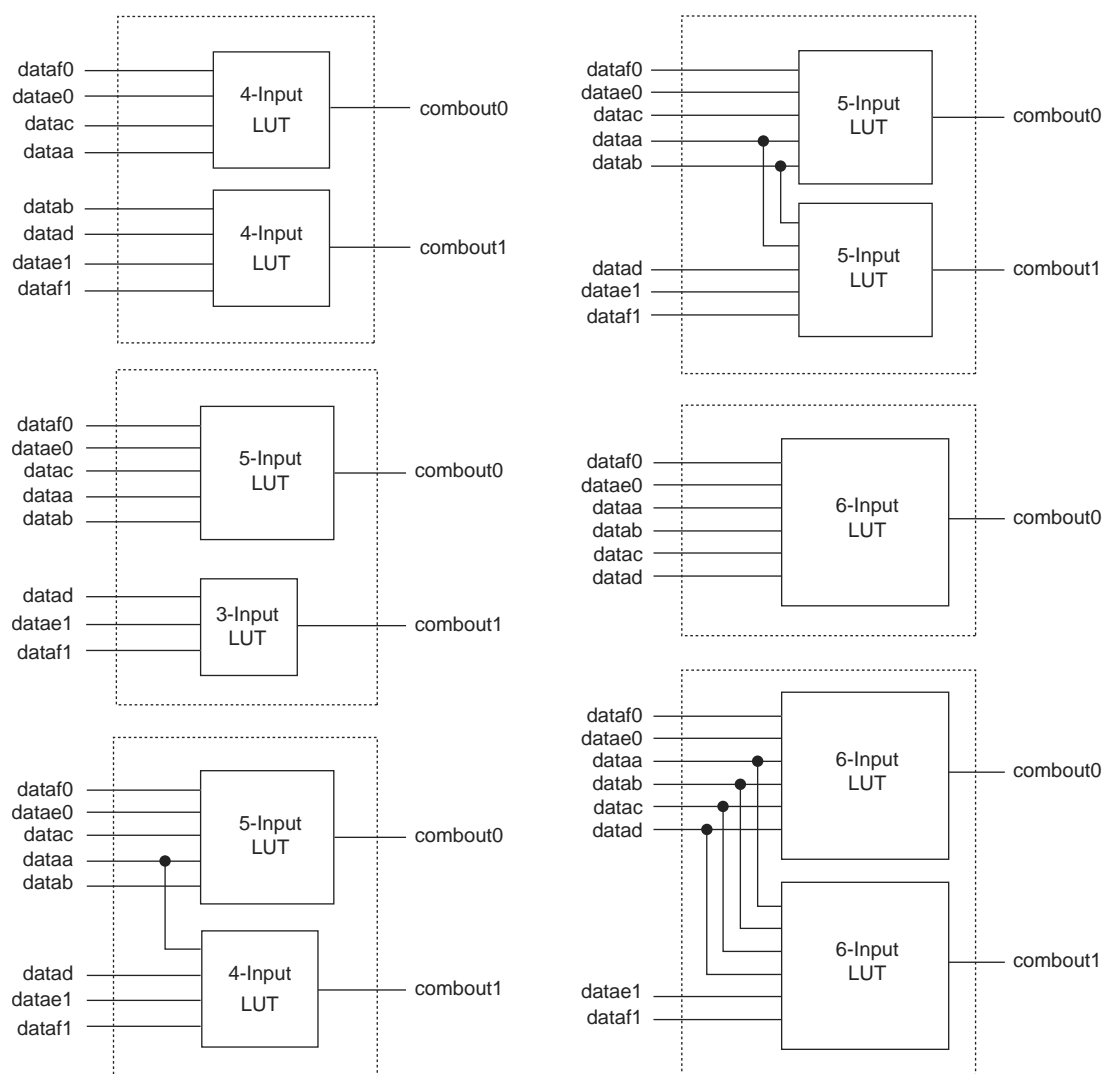 dataf0
datae0
datac
dataa
4-Input
LUT
combout0
datab
datad
datae1
dataf1
4-Input
LUT
combout1
dataf0
datae0
datac
dataa
datab
5-Input
LUT
combout0
datad
datae1
dataf1
3-Input
LUT
combout1
dataf0
datae0
datac
dataa
datab
5-Input
LUT
combout0
datad
datae1
dataf1
4-Input
LUT
combout1
dataf0
datae0
datac
dataa
datab
5-Input
LUT
combout0
datad
datae1
dataf1
5-Input
LUT
combout1
dataf0
datae0
dataa
datab
datac
datad
6-Input
LUT
combout0
dataf0
datae0
dataa
datab
datac
datad
6-Input
LUT
combout0
datae1
dataf1
6-Input
LUT
combout1